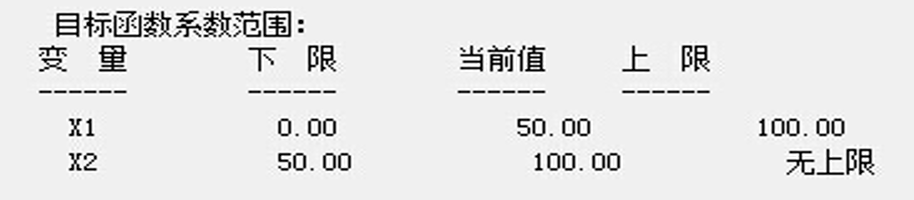 目标函数系数范围：
变 量 下 限 当前值 上 限
------ ------ ------ ------
X1 0.00 50.00 100.00
X2 50.00 100.00 无上限